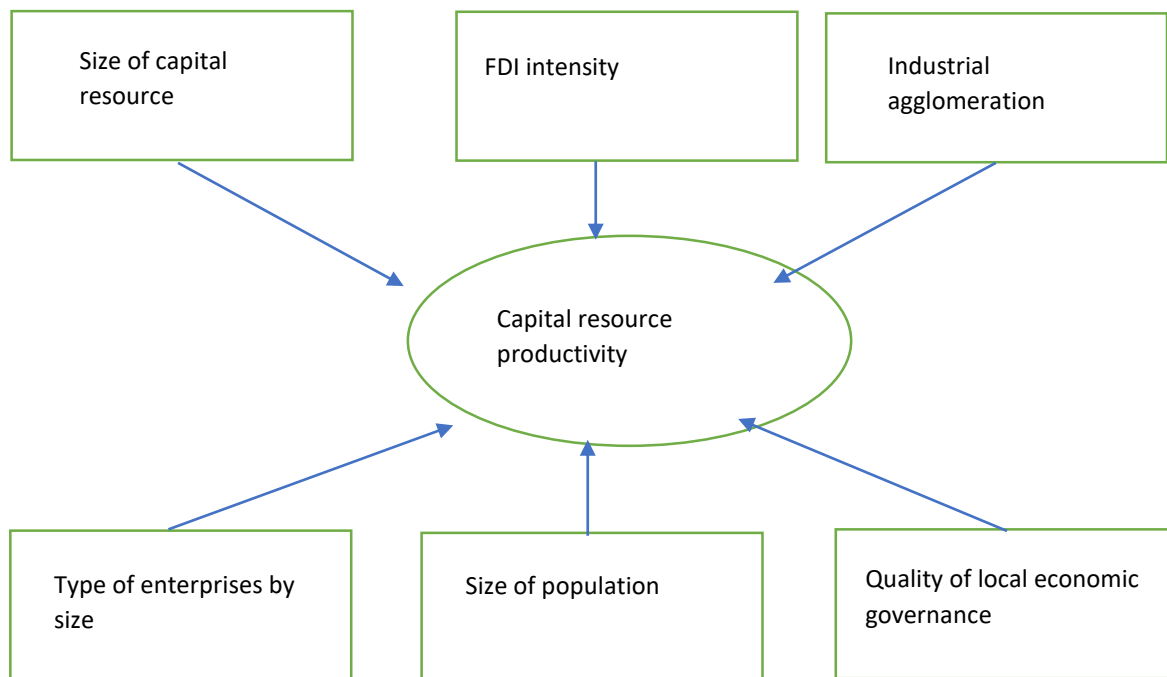 Size of capital
resource
FDI intensity
Industrial
agglomeration
Capital resource
productivity
Type of enterprises by
size
Size of population
Quality of local economic
governance